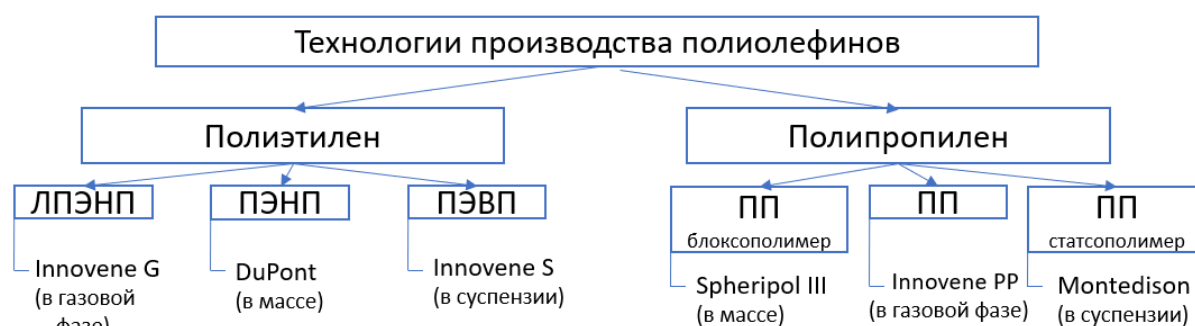 Технологии производства полиолефинов
Полиэтилен
Полипропилен
ЛПЭНП
ПЭНП
ПЭВП
ПП
блоксополимер
ПП
ПП
статсополимер
Innovene G
(в газовой
фазе)
DuPont
(в массе)
Innovene S
(в суспензии)
Spheripol III
(в массе)
Innovene PP
(в газовой фазе)
Montedison
(в суспензии)